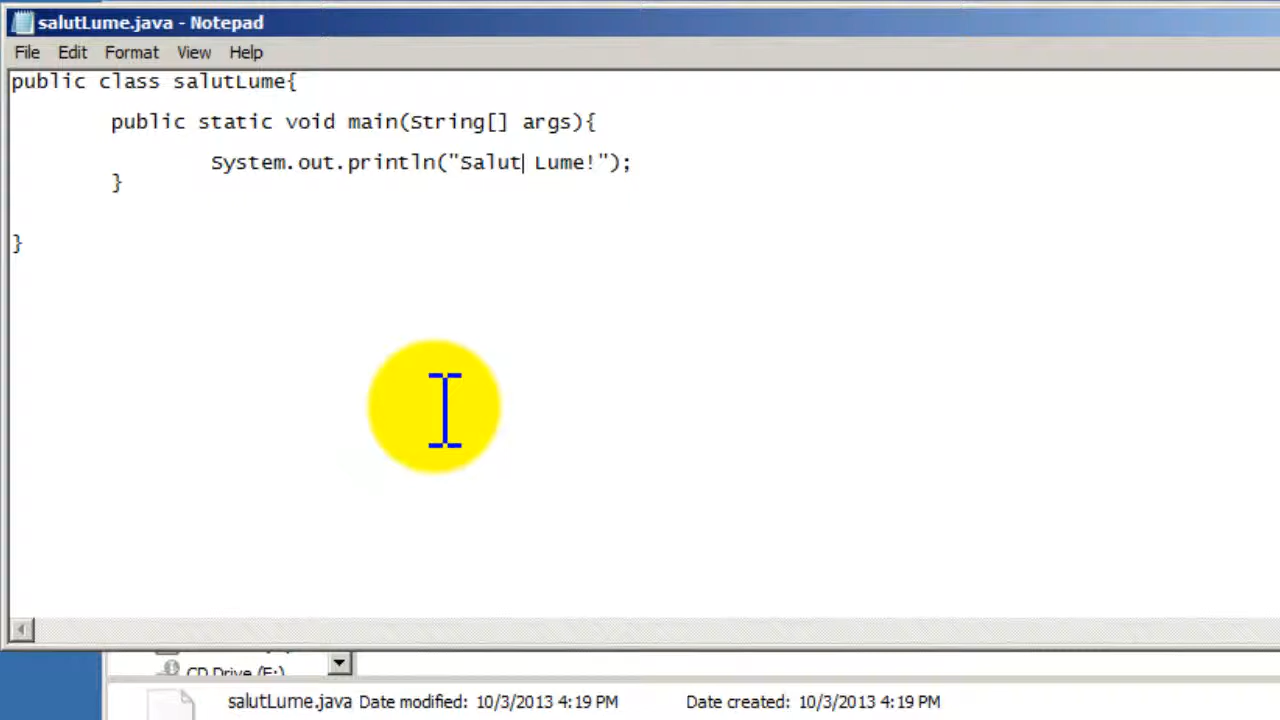 salutLume.java - Notepad
File Edit Format View Help
public class salutLume{
public static void main(String[] args){
System.out.println("Salut Lume!");
}
}
CD Drive (E:)
salutLume.java Date modified: 10/3/2013 4:19 PM Date created: 10/3/2013 4:19 PM